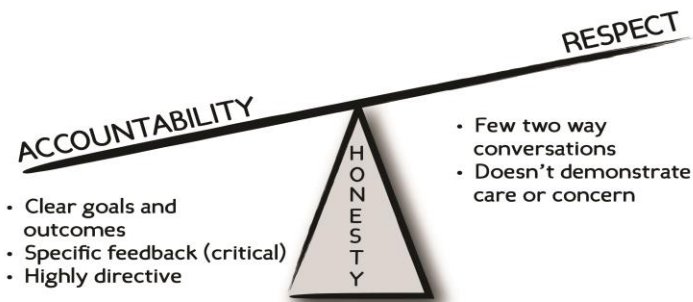 RESPECT
ACCOUNTABILITY
HONESTY
• Clear goals and
outcomes
• Specific feedback (critical)
• Highly directive
• Few two way
conversations
• Doesn't demonstrate
care or concern